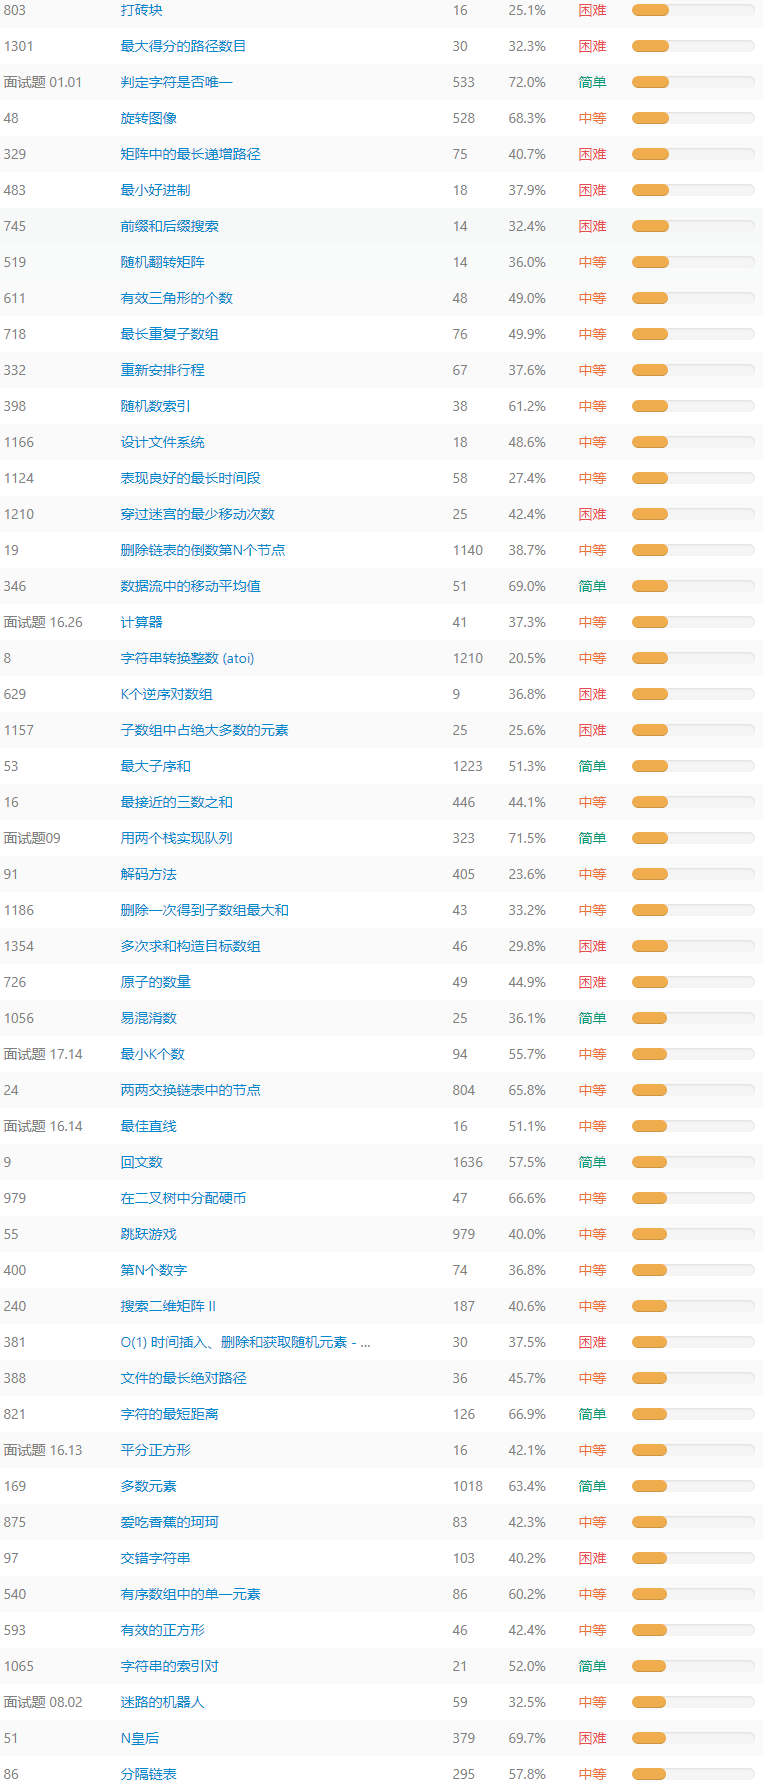 803 打砖块 16 25.1% 困难
1301 最大得分的路径数目 30 32.3% 困难
面试题 01.01 判定字符是否唯一 533 72.0% 简单
48 旋转图像 528 68.3% 中等
329 矩阵中的最长递增路径 75 40.7% 困难
483 最小好进制 18 37.9% 困难
745 前缀和后缀搜索 14 32.4% 困难
519 随机翻转矩阵 14 36.0% 中等
611 有效三角形的个数 48 49.0% 中等
718 最长重复子数组 76 49.9% 中等
332 重新安排行程 67 37.6% 中等
398 随机数索引 38 61.2% 中等
1166 设计文件系统 18 48.6% 中等
1124 表现良好的最长时间段 58 27.4% 中等
1210 穿过迷宫的最少移动次数 25 42.4% 困难
19 删除链表的倒数第N个节点 1140 38.7% 中等
346 数据流中的移动平均值 51 69.0% 简单
面试题 16.26 计算器 41 37.3% 中等
8 字符串转换整数 (atoi) 1210 20.5% 中等
629 K个逆序对数组 9 36.8% 困难
1157 子数组中占绝大多数的元素 25 25.6% 困难
53 最大子序和 1223 51.3% 简单
16 最接近的三数之和 446 44.1% 中等
面试题09 用两个栈实现队列 323 71.5% 简单
91 解码方法 405 23.6% 中等
1186 删除一次得到子数组最大和 43 33.2% 中等
1354 多次求和构造目标数组 46 29.8% 困难
726 原子的数量 49 44.9% 困难
1056 易混淆数 25 36.1% 简单
面试题 17.14 最小K个数 94 55.7% 中等
24 两两交换链表中的节点 804 65.8% 中等
面试题 16.14 最佳直线 16 51.1% 中等
9 回文数 1636 57.5% 简单
979 在二叉树中分配硬币 47 66.6% 中等
55 跳跃游戏 979 40.0% 中等
400 第N个数字 74 36.8% 中等
240 搜索二维矩阵 II 187 40.6% 中等
381 O(1) 时间插入、删除和获取随机元素 - ... 30 37.5% 困难
388 文件的最长绝对路径 36 45.7% 中等
821 字符的最短距离 126 66.9% 简单
面试题 16.13 平分正方形 16 42.1% 中等
169 多数元素 1018 63.4% 简单
875 爱吃香蕉的珂珂 83 42.3% 中等
97 交错字符串 103 40.2% 困难
540 有序数组中的单一元素 86 60.2% 中等
593 有效的正方形 46 42.4% 中等
1065 字符串的索引对 21 52.0% 简单
面试题 08.02 迷路的机器人 59 32.5% 中等
51 N皇后 379 69.7% 困难
86 分隔链表 295 57.8% 中等